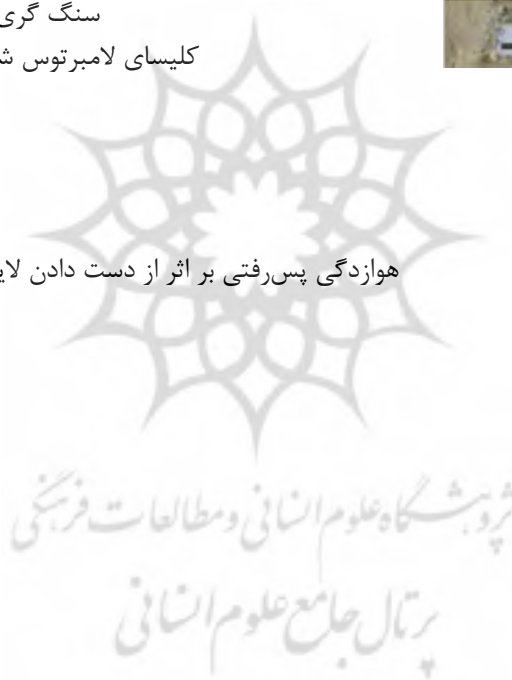 سنگ گری
کلیسای لامبرتوس
هوازدگی پس‌رفتی بر اثر از دست دادن
پژوهشگاه علوم انسانی و مطالعات فرهنگی
پرتال جامع علوم انسانی